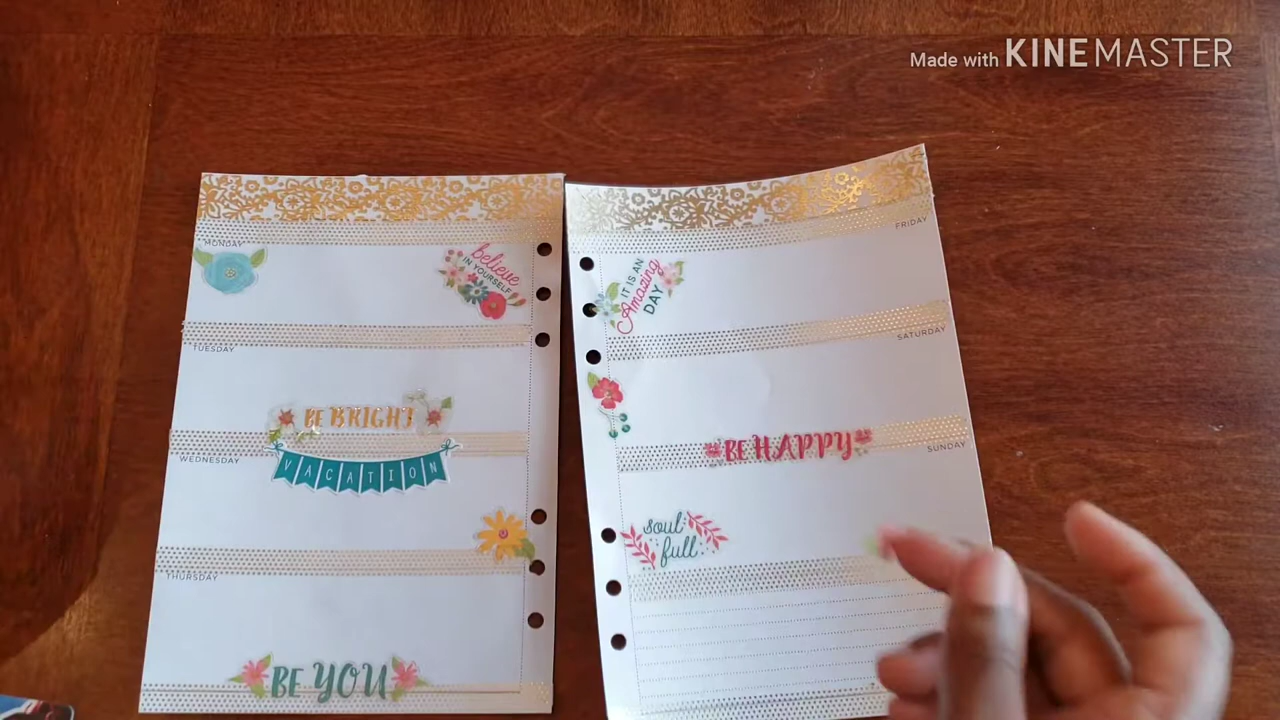 Made with KINEMASTER
MONDAY
believe
IN YOURSELF
TUESDAY
BE BRIGHT
WEDNESDAY
VACATION
THURSDAY
BE YOU
FRIDAY
IT IS AN
Amazing
DAY
SATURDAY
BE HAPPY
SUNDAY
soul
full